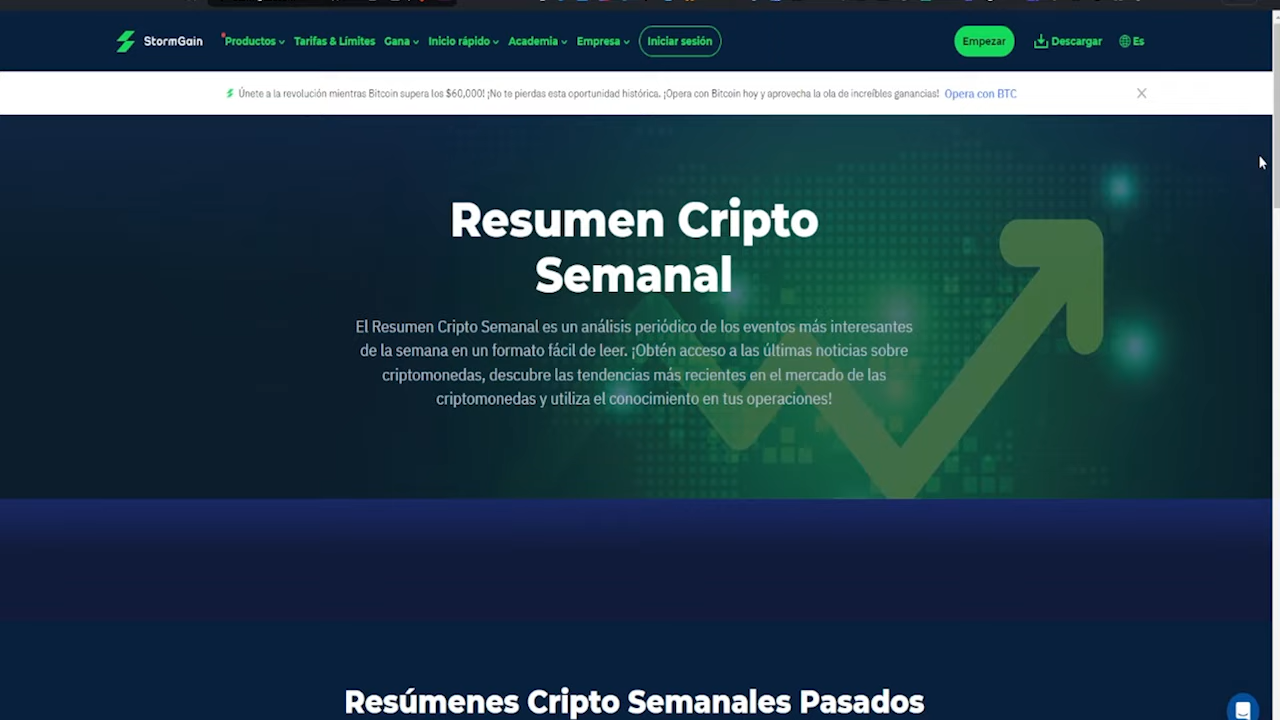 StormGain
Productos
Tarifas & Límites
Gana
Inicio rápido
Academia
Empresa
Iniciar sesión
Empezar
Descargar
Es
Únete a la revolución mientras Bitcoin supera los $60,000! ¡No te pierdas esta oportunidad histórica. ¡Opera con Bitcoin hoy y aprovecha la ola de increíbles ganancias! Opera con BTC
Resumen Cripto
Semanal
El Resumen Cripto Semanal es un análisis periódico de los eventos más interesantes
de la semana en un formato fácil de leer. ¡Obtén acceso a las últimas noticias sobre
criptomonedas, descubre las tendencias más recientes en el mercado de las
criptomonedas y utiliza el conocimiento en tus operaciones!
Resúmenes Cripto Semanales Pasados